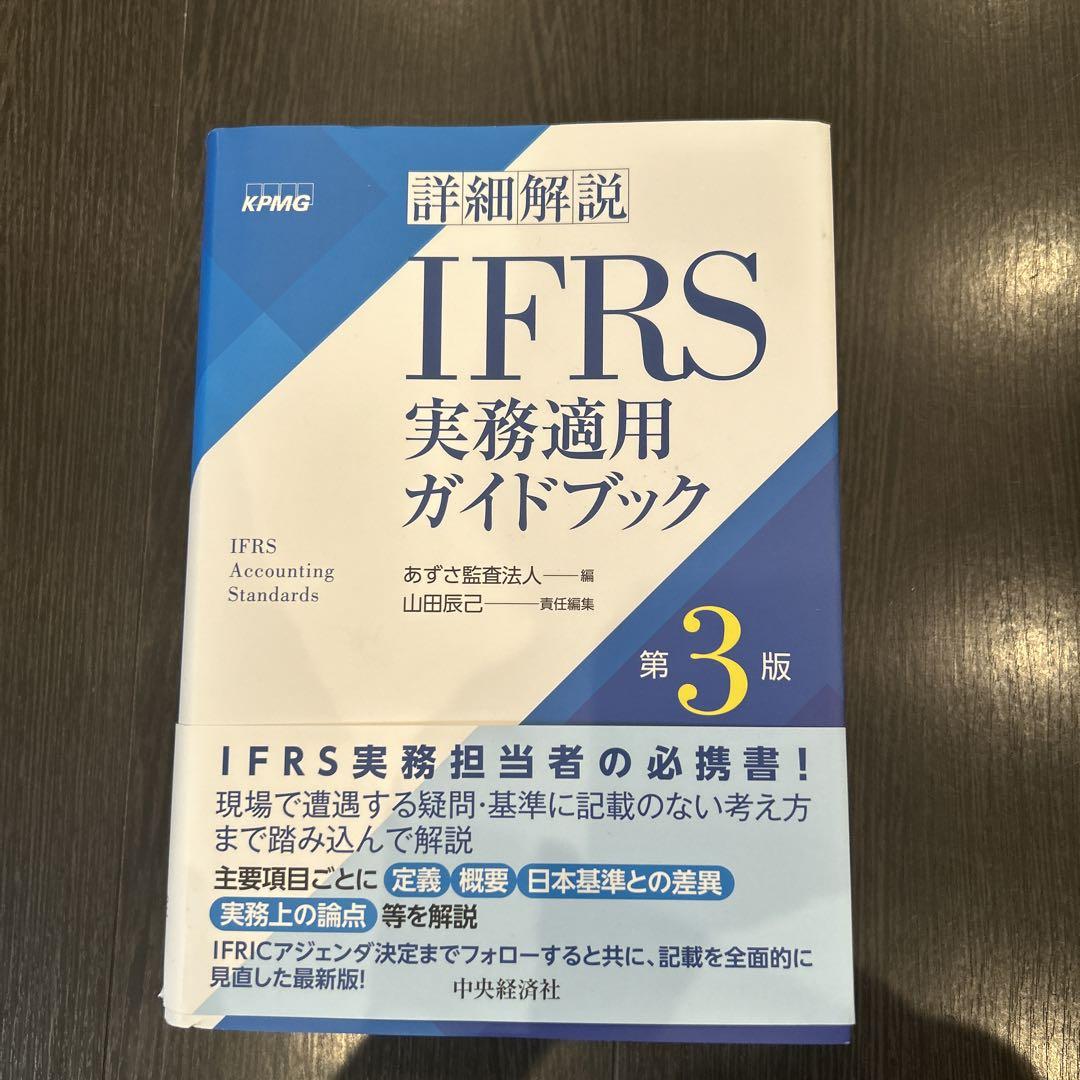 KPMG
詳細解説
IFRS
実務適用
ガイドブック
IFRS
Accounting
Standards
あずさ監査法人——編
山田辰己———責任編集
第3版
IFRS実務担当者の必携書!
現場で遭遇する疑問・基準に記載のない考え方
まで踏み込んで解説
主要項目ごとに 定義 概要 日本基準との差異
実務上の論点 等を解説
IFRICアジェンダ決定までフォローすると共に、記載を全面的に
見直した最新版!
中央経済社